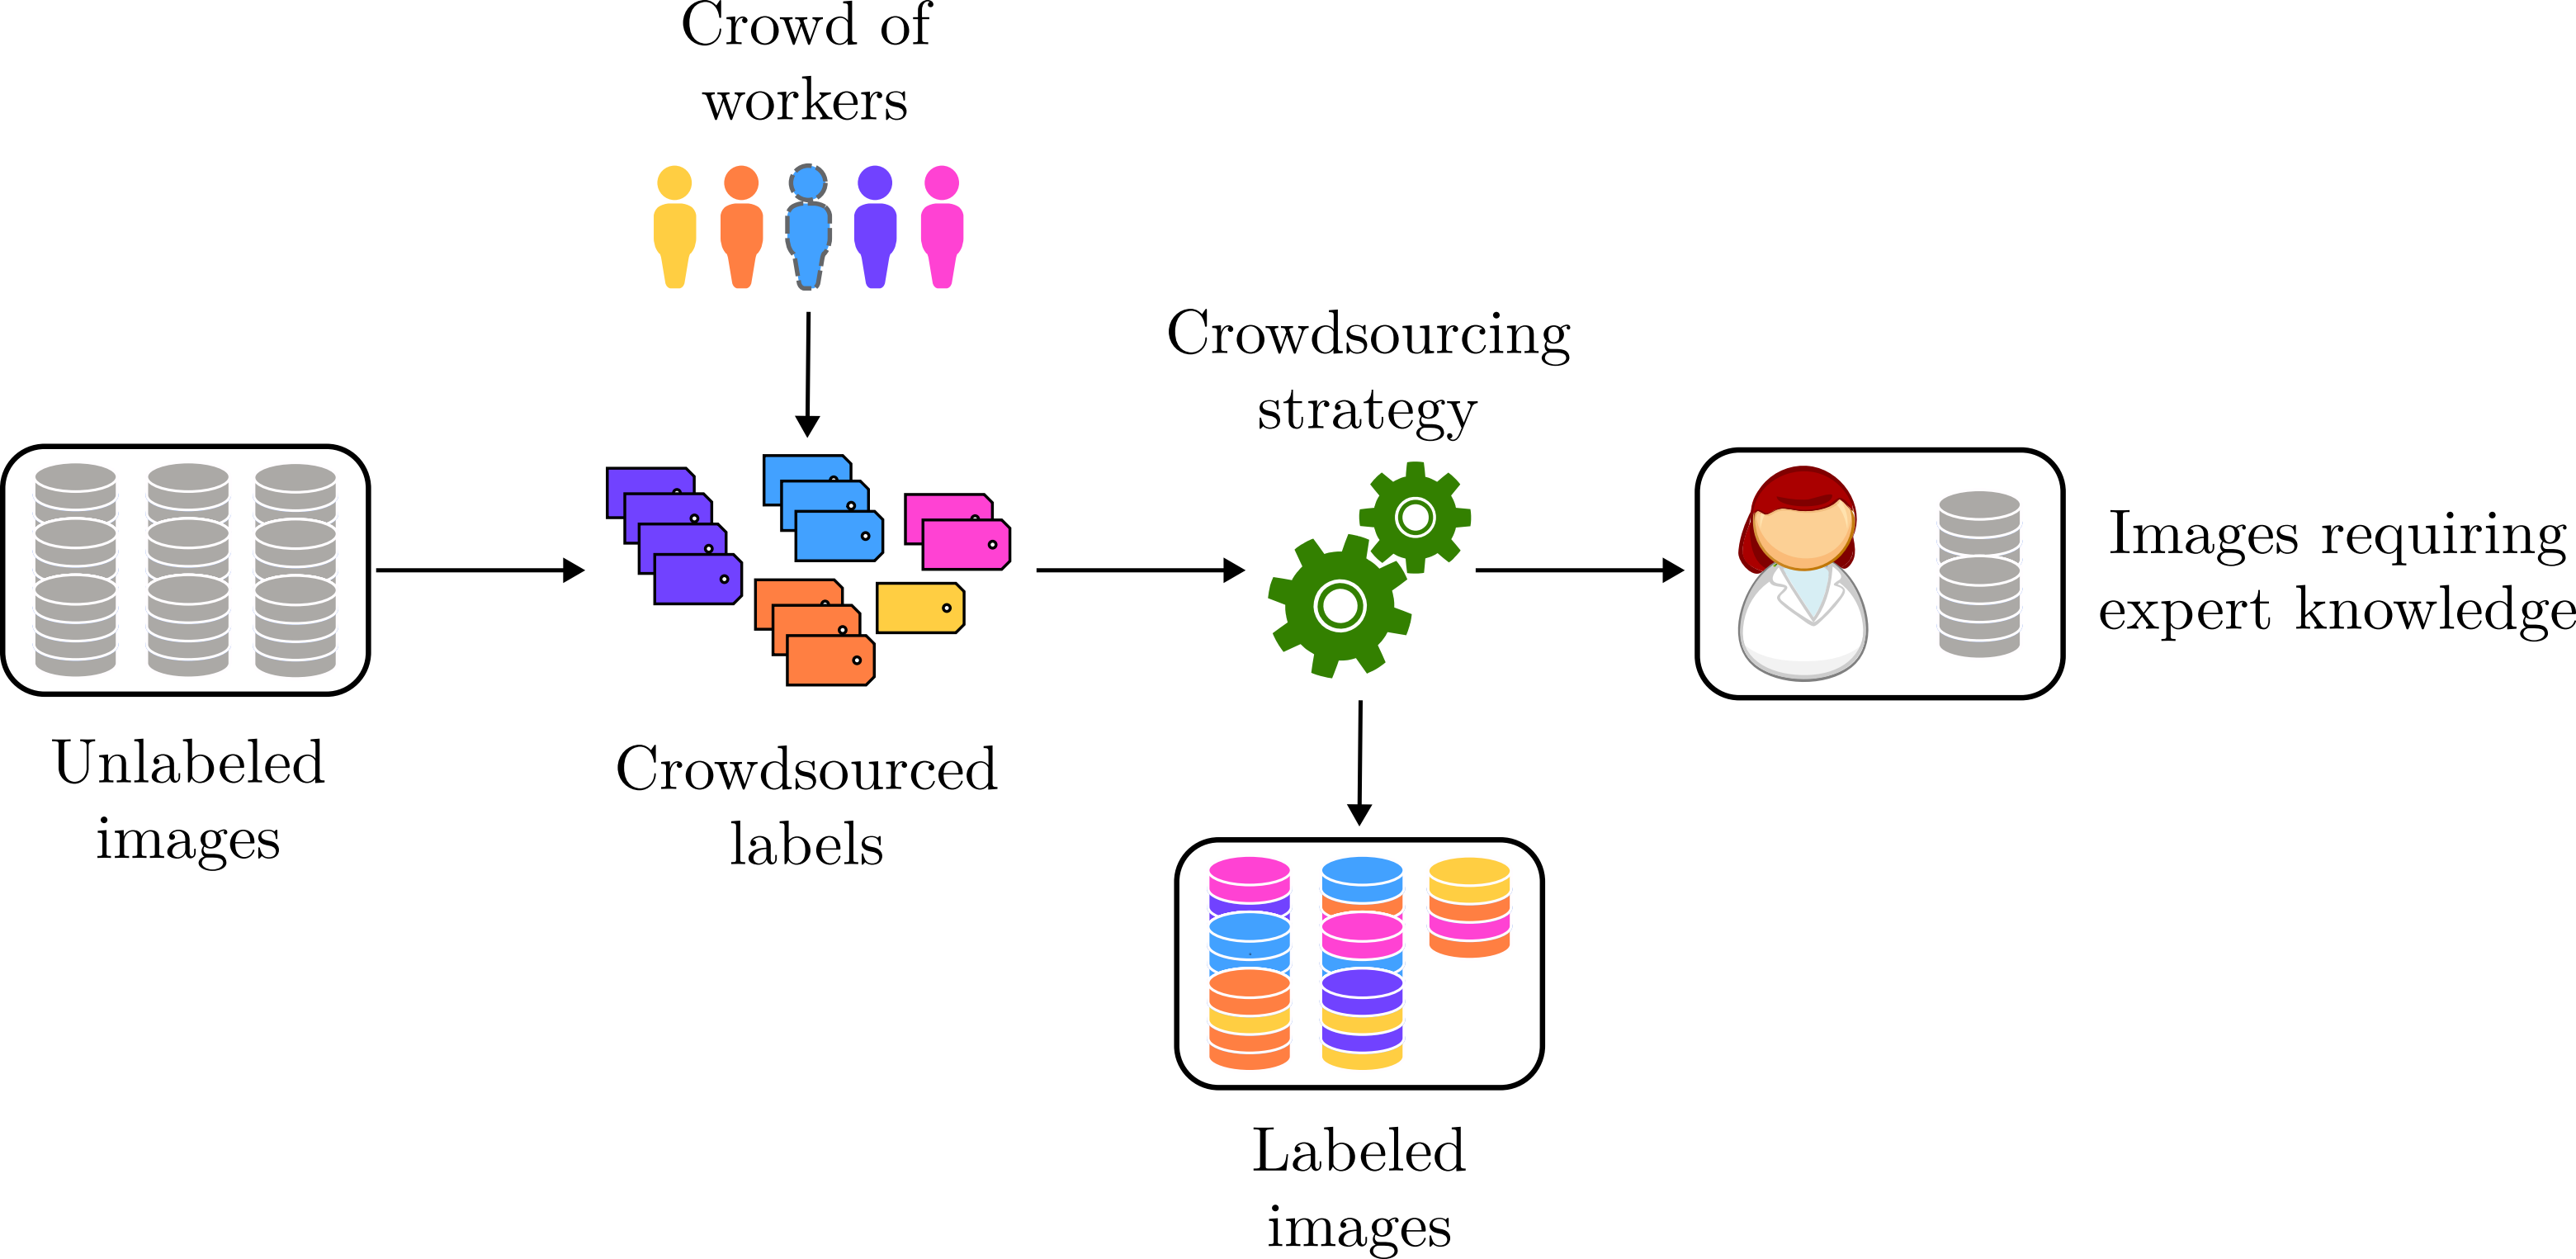 Crowd of
workers
Crowdsourcing
strategy
Images requiring
expert knowledge
Unlabeled
images
Crowdsourced
labels
Labeled
images